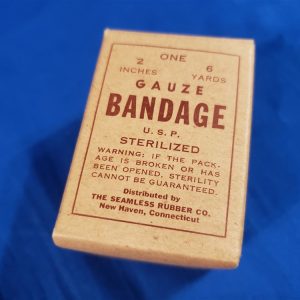 ONE
2 6
INCHES YARDS
GAUZE
BANDAGE
U.S.P.
STERILIZED
WARNING: IF THE PACK-
AGE IS BROKEN OR HAS
BEEN OPENED, STERILITY
CANNOT BE GUARANTEED.
Distributed by
THE SEAMLESS RUBBER CO.
New Haven, Connecticut